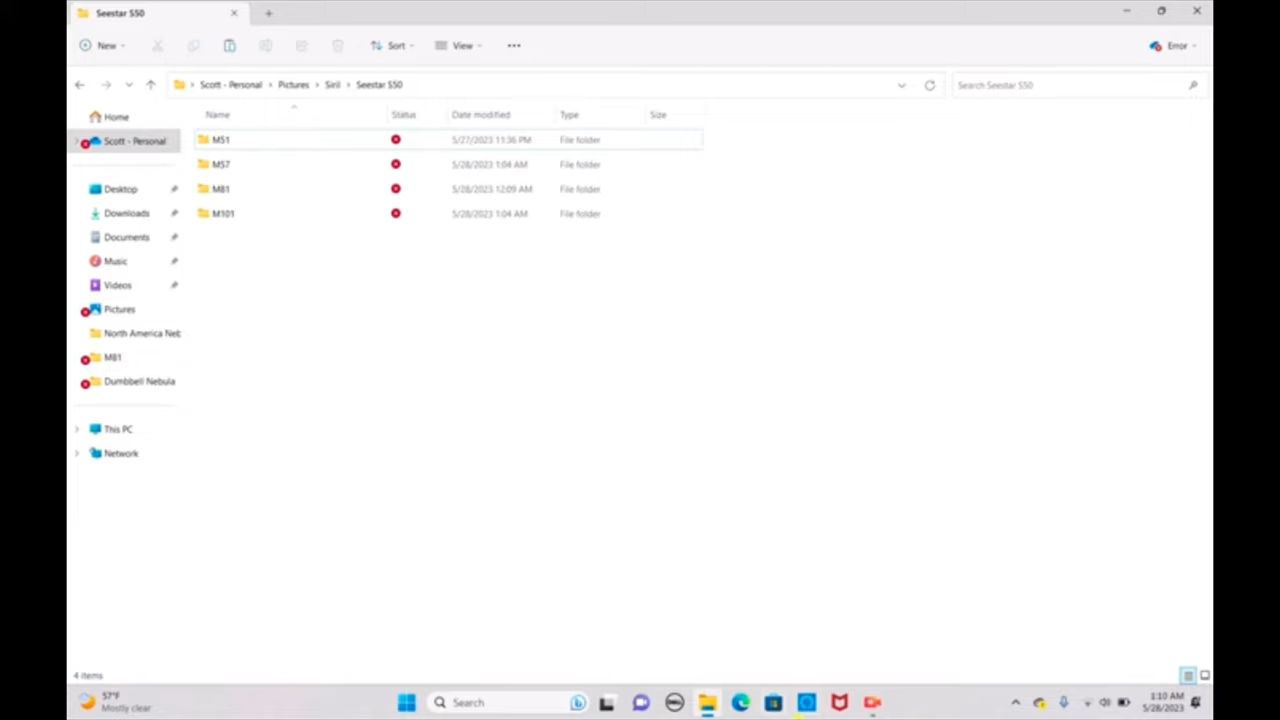 Seestar S50
New
Sort
View
Error
Scott - Personal > Pictures > Siril > Seestar S50
Search Seestar S50
Name Status Date modified Type Size
M51 5/27/2023 11:36 PM File folder
M57 5/28/2023 1:04 AM File folder
M81 5/28/2023 12:09 AM File folder
M101 5/28/2023 1:04 AM File folder
Home
Scott - Personal
Desktop
Downloads
Documents
Music
Videos
Pictures
North America Neb
M81
Dumbbell Nebula
This PC
Network
4 items
57°F
Mostly clear
Search
DELL
1:10 AM
5/28/2023